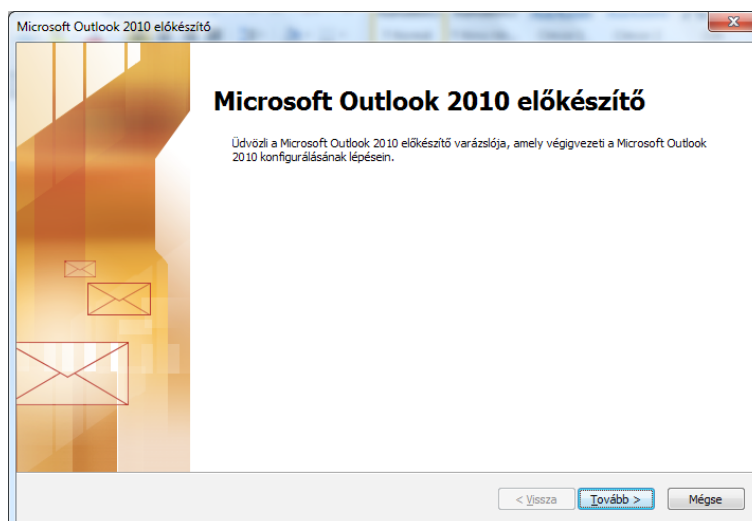 Microsoft Outlook 2010 előkészítő
Microsoft Outlook 2010 előkészítő
Üdvözli a Microsoft Outlook 2010 előkészítő varázslója, amely végigvezeti a Microsoft Outlook
2010 konfigurálásának lépésein.
< Vissza
Tovább >
Mégse